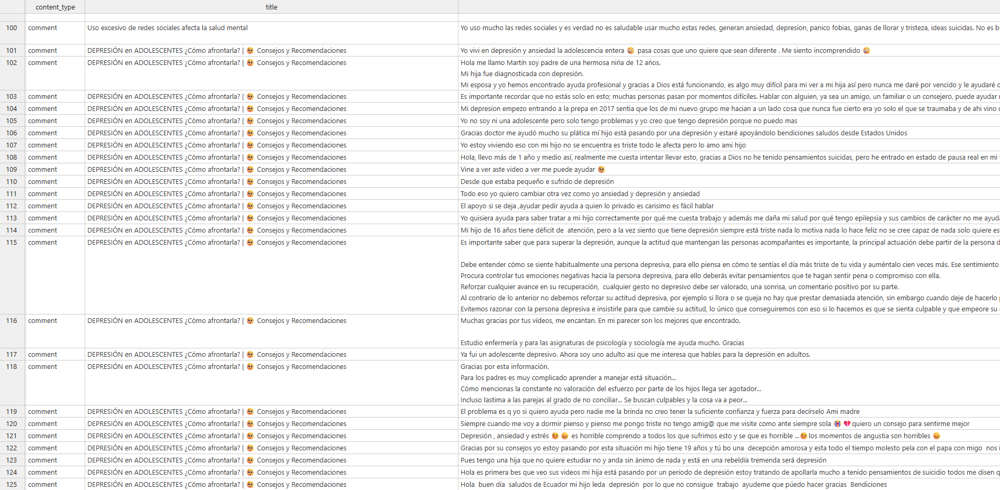 content_type title
100 comment Uso excesivo de redes sociales afecta la salud mental Yo uso mucho las redes sociales y es verdad no es saludable usar mucho estas redes, generan ansiedad, depresion, panico fobias, ganas de llorar y tristeza, ideas suicidas. No es b
101 comment DEPRESIÓN en ADOLESCENTES ¿Cómo afrontarla? | 🥺 Consejos y Recomendaciones Yo vivi en depresión y ansiedad la adolescencia entera 😰 pasa cosas que uno quiere que sean diferente . Me siento incomprendido 😰
102 comment DEPRESIÓN en ADOLESCENTES ¿Cómo afrontarla? | 🥺 Consejos y Recomendaciones Hola me llamo Martín soy padre de una hermosa nińa de 12 ańos.
Mi hija fue diagnosticada con depresión.
Mi esposa y yo hemos encontrado ayuda profesional y gracias a Dios está funcionando, es algo muy difícil para mi ver a mi hija así pero nunca me daré por vencido y le ayudaré c
103 comment DEPRESIÓN en ADOLESCENTES ¿Cómo afrontarla? | 🥺 Consejos y Recomendaciones Es importante recordar que no estás solo en esto; muchas personas pasan por momentos difíciles. Hablar con alguien, ya sea un amigo, un familiar o un consejero, puede ayudar
104 comment DEPRESIÓN en ADOLESCENTES ¿Cómo afrontarla? | 🥺 Consejos y Recomendaciones Mi depresion empezo entrando a la prepa en 2017 sentia que los de mi nuevo grupo me hacian a un lado cosa que nunca fue cierto era yo solo el que se traumaba y de ahi vino
105 comment DEPRESIÓN en ADOLESCENTES ¿Cómo afrontarla? | 🥺 Consejos y Recomendaciones Yo no soy ni una adolescente pero solo tengo problemas y yo creo que tengo depresión porque no puedo mas
106 comment DEPRESIÓN en ADOLESCENTES ¿Cómo afrontarla? | 🥺 Consejos y Recomendaciones Gracias doctor me ayudó mucho su plática mí hijo está pasando por una depresión y estaré apoyándolo bendiciones saludos desde Estados Unidos
107 comment DEPRESIÓN en ADOLESCENTES ¿Cómo afrontarla? | 🥺 Consejos y Recomendaciones Yo estoy viviendo eso con mi hijo no se encuentra es triste todo le afecta pero lo amo ami hijo
108 comment DEPRESIÓN en ADOLESCENTES ¿Cómo afrontarla? | 🥺 Consejos y Recomendaciones Hola, llevo más de 1 año y medio así, realmente me cuesta intentar llevar esto, gracias a Dios no he tenido pensamientos suicidas, pero he entrado en estado de pausa real en mi
109 comment DEPRESIÓN en ADOLESCENTES ¿Cómo afrontarla? | 🥺 Consejos y Recomendaciones Vine a ver aste video a ver me puede ayudar 🥺
110 comment DEPRESIÓN en ADOLESCENTES ¿Cómo afrontarla? | 🥺 Consejos y Recomendaciones Desde que estaba pequeño e sufrido de depresión
111 comment DEPRESIÓN en ADOLESCENTES ¿Cómo afrontarla? | 🥺 Consejos y Recomendaciones Todo eso yo quiero cambiar otra vez como yo ansiedad y depresión y ansiedad
112 comment DEPRESIÓN en ADOLESCENTES ¿Cómo afrontarla? | 🥺 Consejos y Recomendaciones El apoyo si se deja ,ayudar pedir ayuda a quien lo privado es carisimo es fácil hablar
113 comment DEPRESIÓN en ADOLESCENTES ¿Cómo afrontarla? | 🥺 Consejos y Recomendaciones Yo quisiera ayuda para saber tratar a mi hijo correctamente por qué me cuesta trabajo y además me daña mi salud por qué tengo epilepsia y sus cambios de carácter no me ayud
114 comment DEPRESIÓN en ADOLESCENTES ¿Cómo afrontarla? | 🥺 Consejos y Recomendaciones Mi hijo de 16 años tiene déficit de atención, pero a la vez siento que tiene depresión siempre está triste nada lo motiva nada lo hace feliz no se cree capaz de nada solo quiere es
115 comment DEPRESIÓN en ADOLESCENTES ¿Cómo afrontarla? | 🥺 Consejos y Recomendaciones Es importante saber que para superar la depresión, aunque la actitud que mantengan las personas acompañantes es importante, la principal actuación debe partir de la persona d
Debe entender cómo se siente habitualmente una persona depresiva, para ello piensa en cómo te sentías el día más triste de tu vida y auméntalo cien veces más. Ese sentimiento
Procura controlar tus emociones negativas hacia la persona depresiva, para ello deberás evitar pensamientos que te hagan sentir pena o compromiso con ella.
Reforzar cualquier avance en su recuperación, cualquier gesto no depresivo debe ser valorado, una sonrisa, un comentario positivo por su parte.
Al contrario de lo anterior no debemos reforzar su actitud depresiva, por ejemplo si llora o se queja no hay que prestar demasiada atención, sin embargo cuando deje de hacerlo
Evitemos razonar con la persona depresiva e insistirle para que cambie su actitud, lo único que conseguiremos con eso si lo hacemos es que se sienta culpable y que empeore su
116 comment DEPRESIÓN en ADOLESCENTES ¿Cómo afrontarla? | 🥺 Consejos y Recomendaciones Muchas gracias por tus vídeos, me encantan. En mi parecer son los mejores que encontrado.
Estudio enfermería y para las asignaturas de psicología y sociología me ayuda mucho. Gracias
117 comment DEPRESIÓN en ADOLESCENTES ¿Cómo afrontarla? | 🥺 Consejos y Recomendaciones Ya fui un adolescente depresivo. Ahora soy uno adulto asi que me interesa que hables para la depresión en adultos.
118 comment DEPRESIÓN en ADOLESCENTES ¿Cómo afrontarla? | 🥺 Consejos y Recomendaciones Gracias por esta información.
Para los padres es muy complicado aprender a manejar está situación...
Cómo mencionas la constante no valoración del esfuerzo por parte de los hijos llega ser agotador...
Incluso lastima a las parejas al grado de no conciliar... Se buscan culpables y la cosa va a peor...
119 comment DEPRESIÓN en ADOLESCENTES ¿Cómo afrontarla? | 🥺 Consejos y Recomendaciones El problema es q yo si quiero ayuda pero nadie me la brinda no creo tener la suficiente confianza y fuerza para decírselo Ami madre
120 comment DEPRESIÓN en ADOLESCENTES ¿Cómo afrontarla? | 🥺 Consejos y Recomendaciones Siempre cuando me voy a dormir pienso y pienso me pongo triste no tengo amig@ que me visite como ante siempre sola 😭 💔 quiero un consejo para sentirme mejor
121 comment DEPRESIÓN en ADOLESCENTES ¿Cómo afrontarla? | 🥺 Consejos y Recomendaciones Depresión , ansiedad y estrés 😣 😞 es horrible comprendo a todos los que sufrimos esto y se que es horrible ...😣 los momentos de angustia son horribles 😞
122 comment DEPRESIÓN en ADOLESCENTES ¿Cómo afrontarla? | 🥺 Consejos y Recomendaciones Gracias por su consejos yo estoy pasando por esta situación mi hijo tiene 19 años y tú bo una decepción amorosa y esta todo el tiempo molesto pela con el papa con migo nos i
123 comment DEPRESIÓN en ADOLESCENTES ¿Cómo afrontarla? | 🥺 Consejos y Recomendaciones Pues tengo una hija que no quiere estudiar no y anda sin ánimo de nada y está en una rebeldía tremenda será depresión
124 comment DEPRESIÓN en ADOLESCENTES ¿Cómo afrontarla? | 🥺 Consejos y Recomendaciones Hola es primera bes que veo sus videos mi hija está pasando por un periodo de depresión estoy tratando de apollarla mucho a tenido pensamientos de suicidio todos me disen q
125 comment DEPRESIÓN en ADOLESCENTES ¿Cómo afrontarla? | 🥺 Consejos y Recomendaciones Hola buen día saludos de Ecuador mi hijo leda depresión por lo que no consigue trabajo ayudeme que púedo hacer gracias Bendiciones